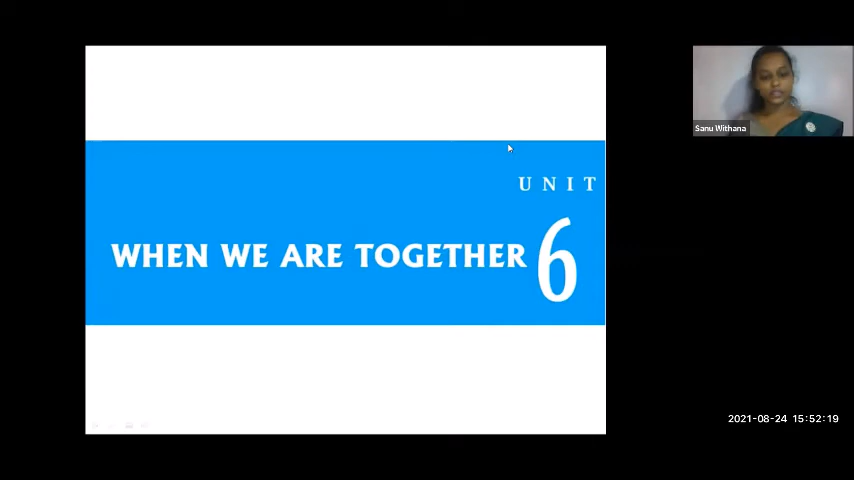 UNIT
WHEN WE ARE TOGETHER 6
Sanu Withana
2021-08-24 15:52:19